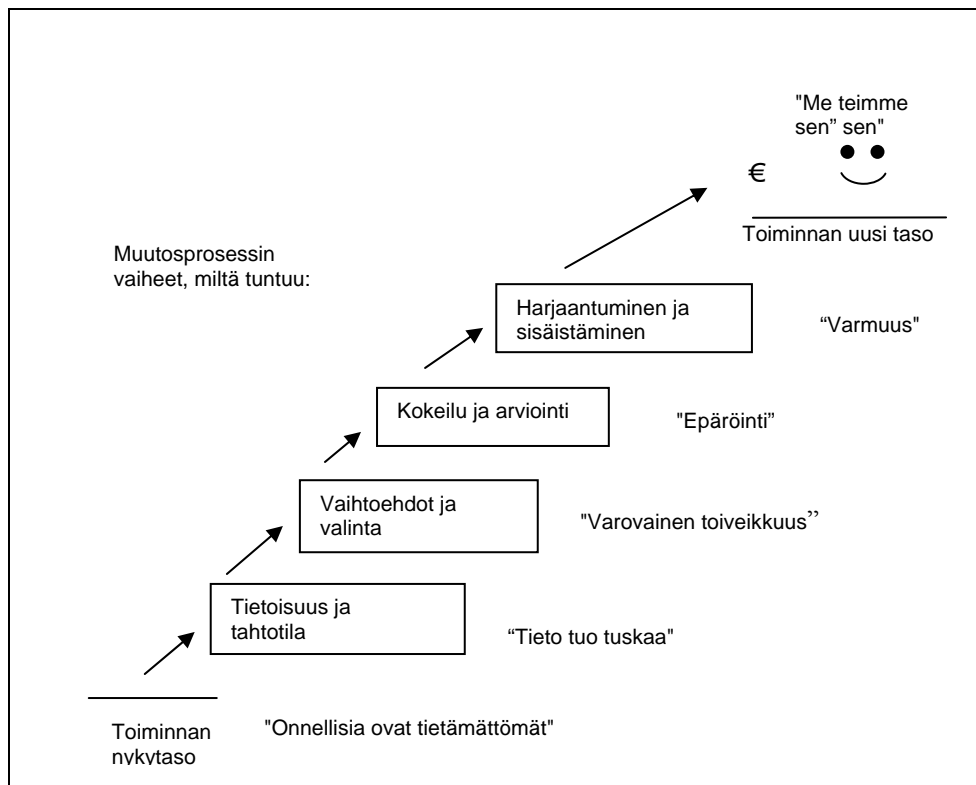 "Me teimme
sen” sen"
€
Toiminnan uusi taso
Muutosprosessin
vaiheet, miltä tuntuu:
Harjaantuminen ja
sisäistäminen
“Varmuus"
Kokeilu ja arviointi
"Epäröinti”
Vaihtoehdot ja
valinta
"Varovainen toiveikkuus”
Tietoisuus ja
tahtotila
“Tieto tuo tuskaa"
Toiminnan
nykytaso
"Onnellisia ovat tietämättömät"